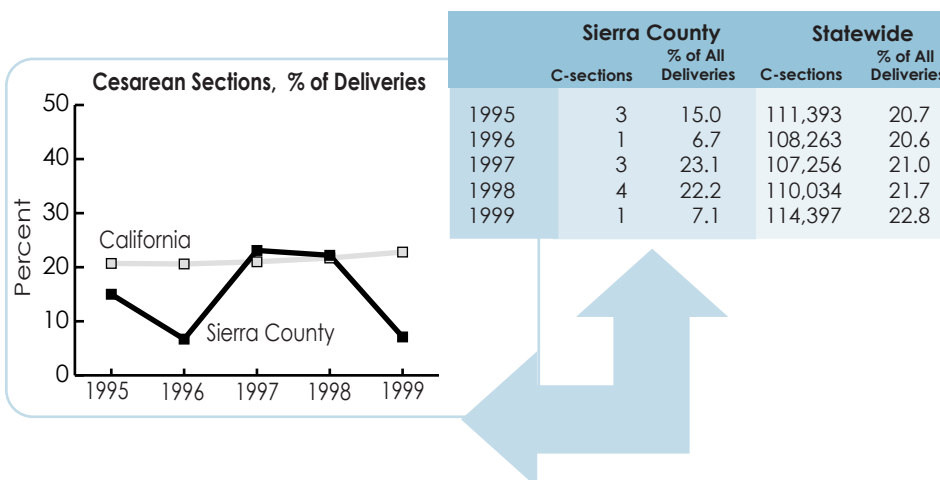 Cesarean Sections, % of Deliveries
50
40
30
20
10
0
Percent
California
Sierra County
1995 1996 1997 1998 1999
Sierra County Statewide
% of All % of All
C-sections Deliveries C-sections Deliveries
1995 3 15.0 111,393 20.7
1996 1 6.7 108,263 20.6
1997 3 23.1 107,256 21.0
1998 4 22.2 110,034 21.7
1999 1 7.1 114,397 22.8